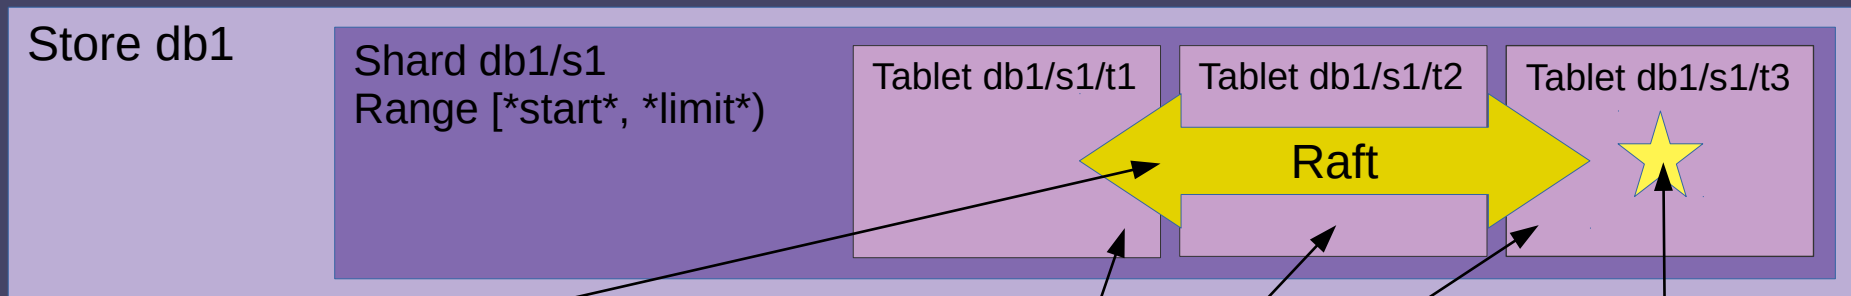 Store db1
Shard db1/s1
Range [*start*, *limit*)
Tablet db1/s1/t1
Tablet db1/s1/t2
Tablet db1/s1/t3
Raft